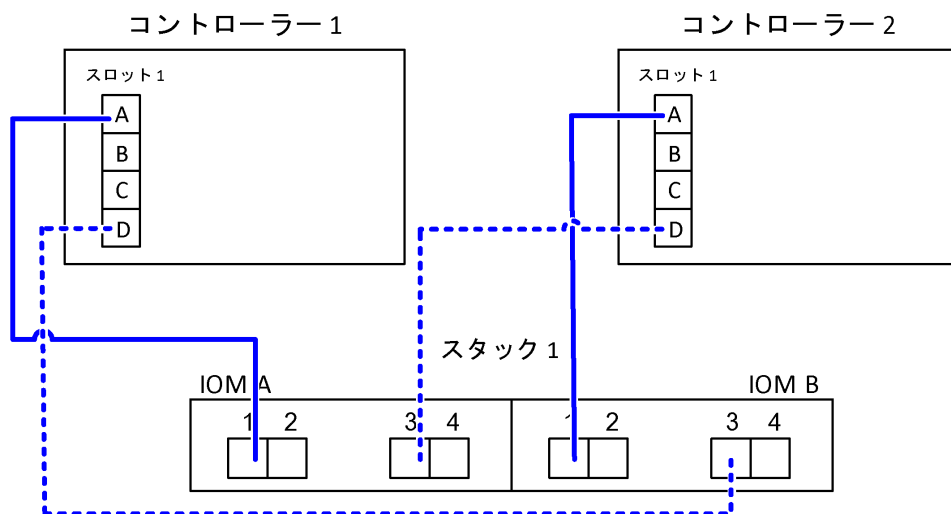 コントローラー 1
コントローラー 2
スロット 1
スロット 1
A
A
B
B
C
C
D
D
スタック 1
IOM A
IOM B
1 2 3 4 1 2 3 4